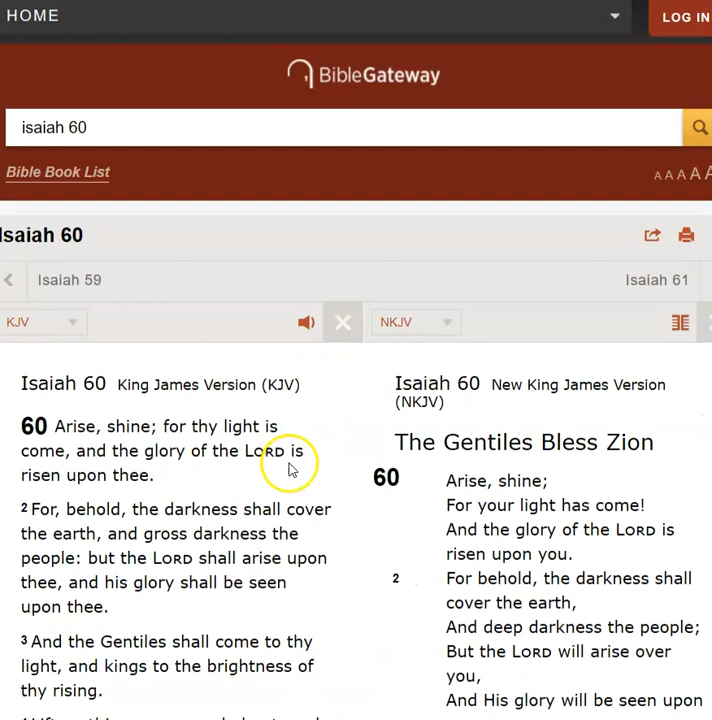 HOME
LOG IN
BibleGateway
isaiah 60
Bible Book List
A A A A A
Isaiah 60
Isaiah 59
Isaiah 61
KJV
NKJV
Isaiah 60 King James Version (KJV)
60 Arise, shine; for thy light is
come, and the glory of the LORD is
risen upon thee.
2 For, behold, the darkness shall cover
the earth, and gross darkness the
people: but the LORD shall arise upon
thee, and his glory shall be seen
upon thee.
3 And the Gentiles shall come to thy
light, and kings to the brightness of
thy rising.
Isaiah 60 New King James Version
(NKJV)
The Gentiles Bless Zion
60 Arise, shine;
For your light has come!
And the glory of the LORD is
risen upon you.
2 For behold, the darkness shall
cover the earth,
And deep darkness the people;
But the LORD will arise over
you,
And His glory will be seen upon